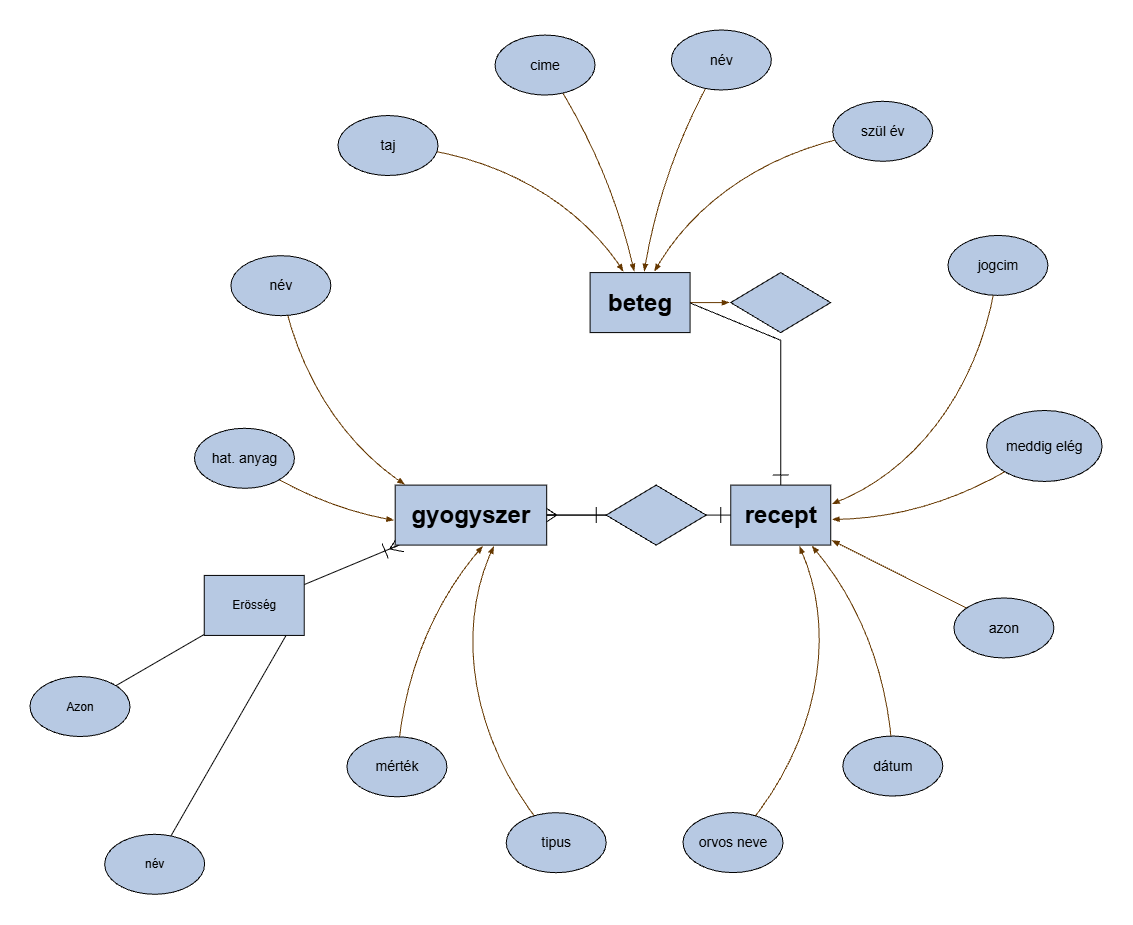 cime
név
taj
szül év
név
jogcim
beteg
hat. anyag
meddig elég
gyogyszer
recept
Erösség
azon
Azon
mérték
dátum
tipus
orvos neve
név